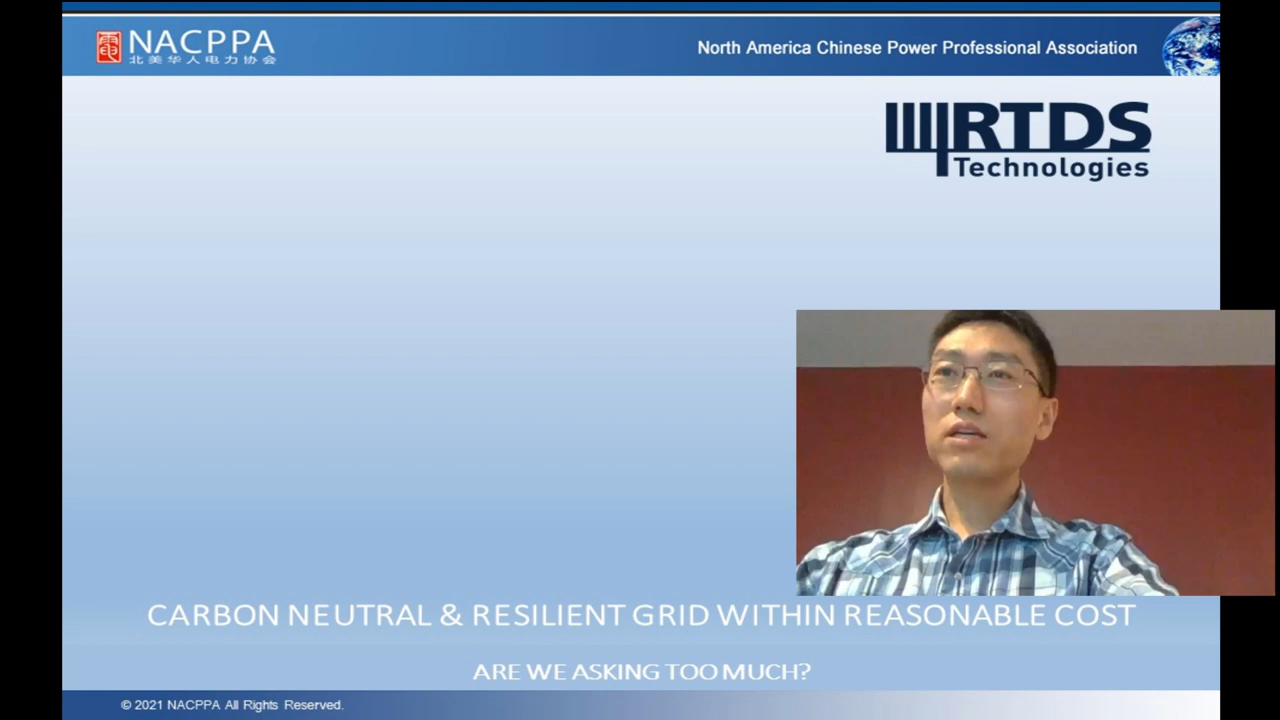 電
NACPPA
北美华人电力协会
North America Chinese Power Professional Association
RTDS
Technologies
CARBON NEUTRAL & RESILIENT GRID WITHIN REASONABLE COST
ARE WE ASKING TOO MUCH?
© 2021 NACPPA All Rights Reserved.